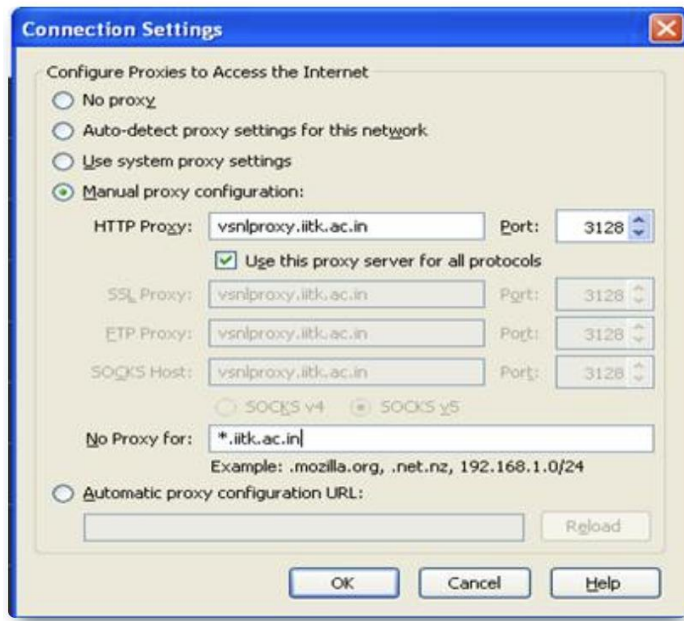 Connection Settings
Configure Proxies to Access the Internet
No proxy
Auto-detect proxy settings for this network
Use system proxy settings
Manual proxy configuration:
HTTP Proxy: vsnlproxy.iitk.ac.in Port: 3128
Use this proxy server for all protocols
SSL Proxy: vsnlproxy.iitk.ac.in Port: 3128
FTP Proxy: vsnlproxy.iitk.ac.in Port: 3128
SOCKS Host: vsnlproxy.iitk.ac.in Port: 3128
SOCKS v4 SOCKS v5
No Proxy for: *.iitk.ac.in
Example: .mozilla.org, .net.nz, 192.168.1.0/24
Automatic proxy configuration URL:
Reload
OK Cancel Help